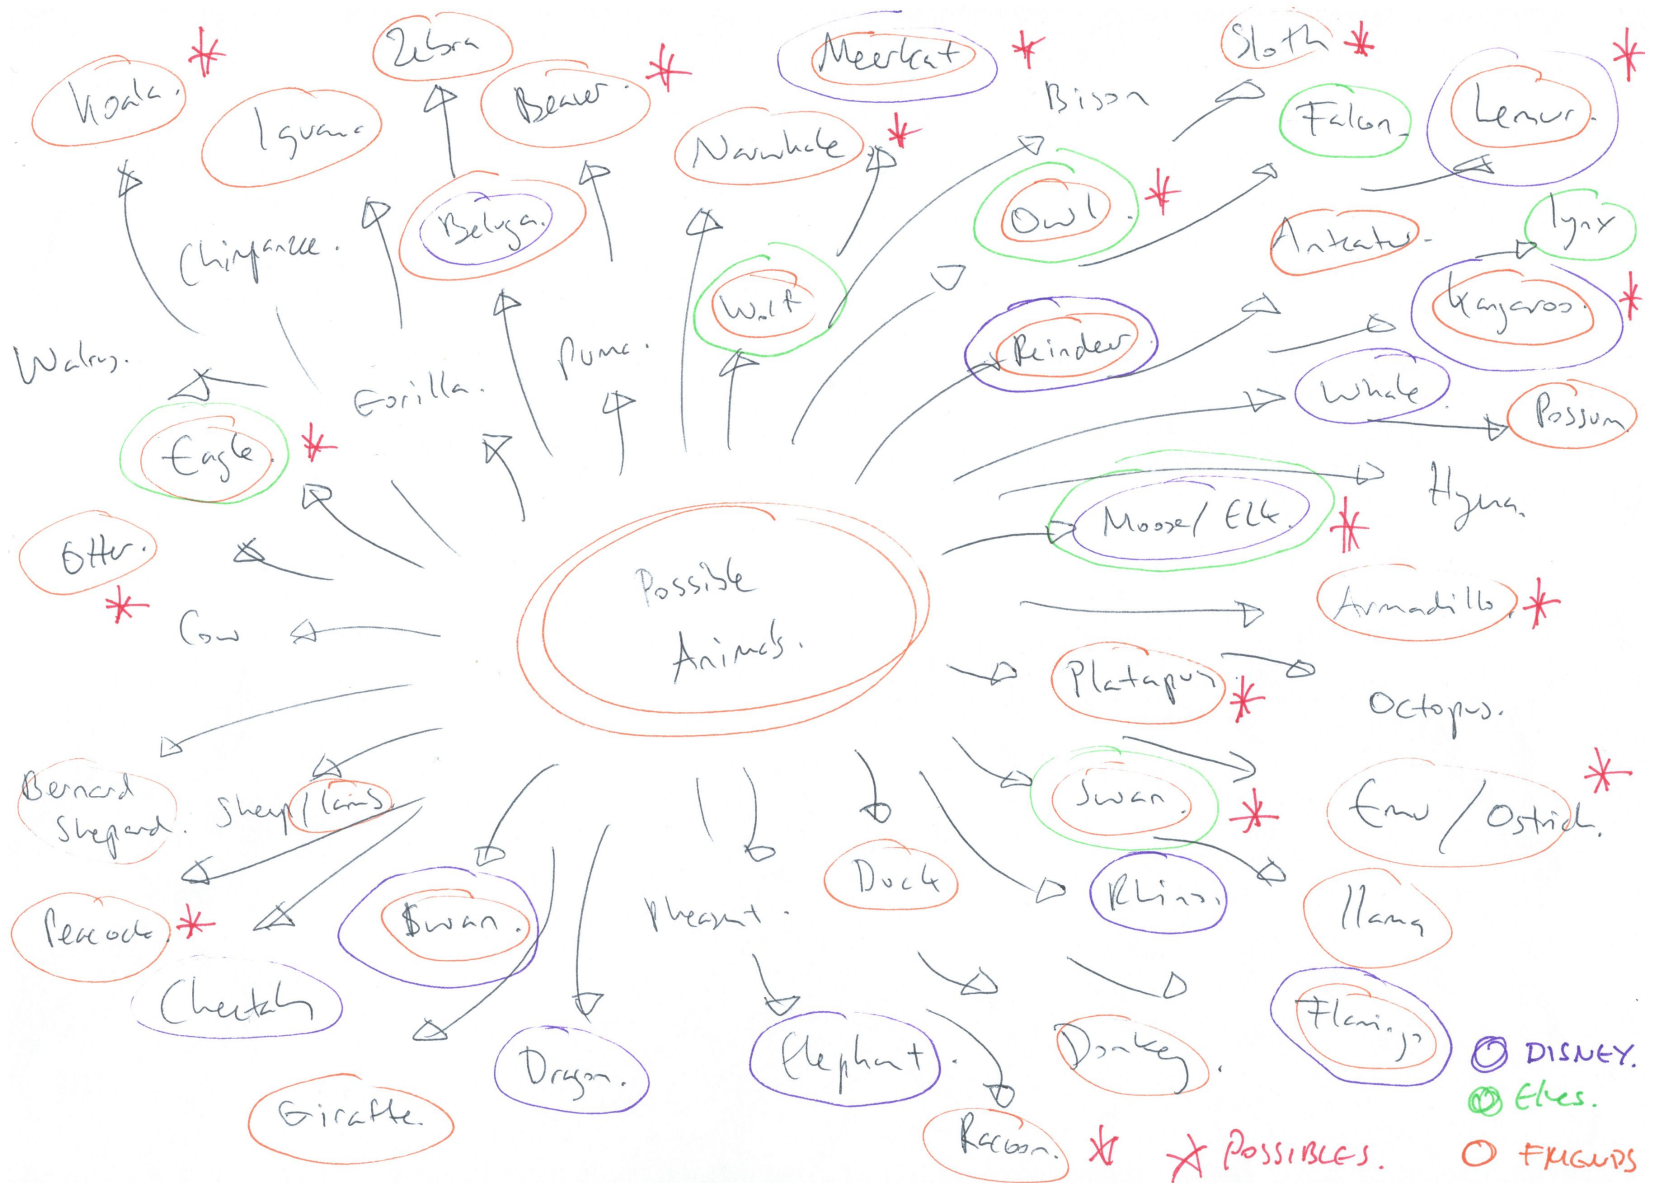 Koala.
Iguana
Zebra
Beaver.
Meerkat
Sloth
Bison
Falcon.
Lemur.
Narwhale
Chimpanzee.
Beluga.
Owl.
Anteater.
lynx
Wolf
Kangaroo.
Reindeer
Walrus.
Gorilla.
Puma.
Whale.
Possum
Eagle.
Hyena.
Moose/ Elk.
Otter.
Possible
Animals.
Armadillo.
Cow
Platapus
Octopus.
Bernard
Shepard.
Sheep/lamb
Swan.
Emu / Ostrich.
Duck
Rhino.
llama
Peacock.
Swan.
Pheasant.
Cheetah
Flamingo
Dragon.
Elephant.
Donkey.
Giraffe.
Racoon.
DISNEY.
Elves.
FRIENDS
POSSIBLES.